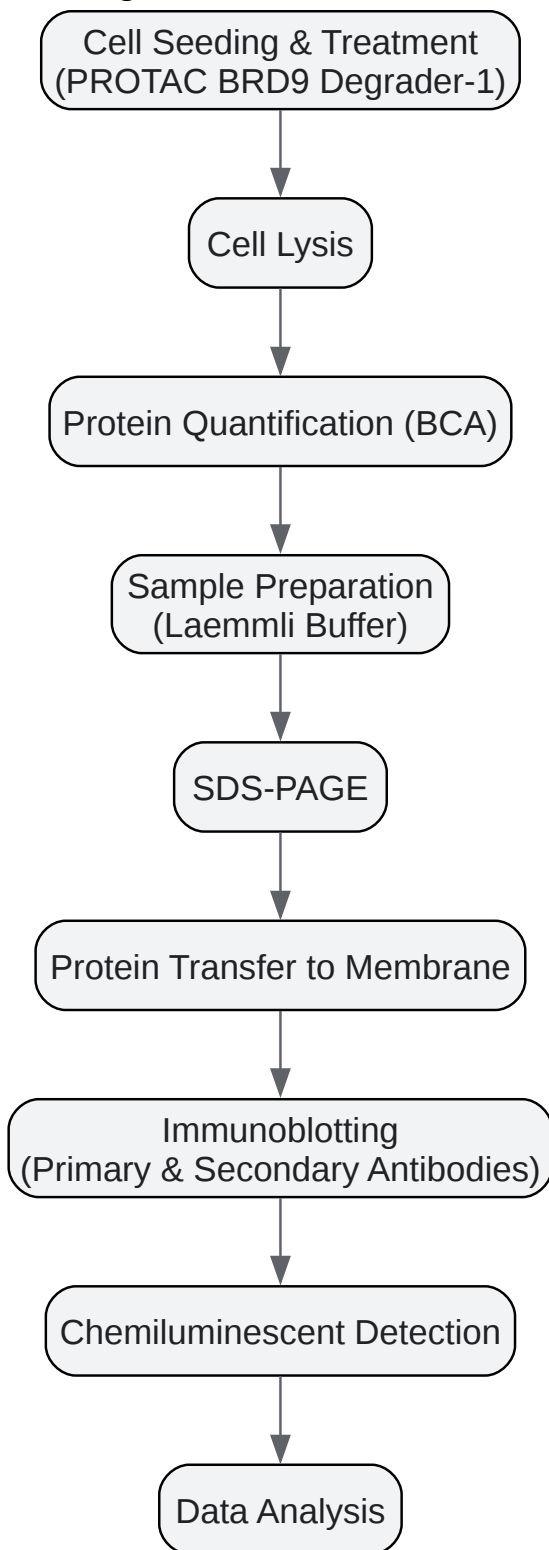 Cell Seeding & Treatment
(PROTAC BRD9 Degrader-1)
Cell Lysis
Protein Quantification (BCA)
Sample Preparation
(Laemmli Buffer)
SDS-PAGE
Protein Transfer to Membrane
Immunoblotting
(Primary & Secondary Antibodies)
Chemiluminescent Detection
Data Analysis